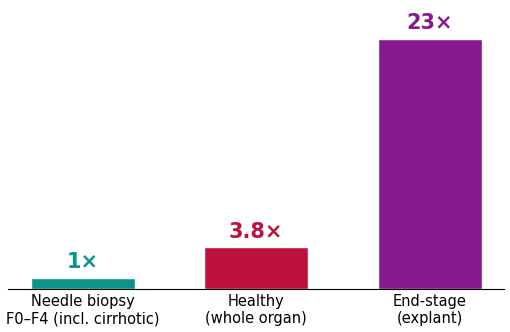 23×
3.8×
1×
Needle biopsy
F0–F4 (incl. cirrhotic)
Healthy
(whole organ)
End-stage
(explant)